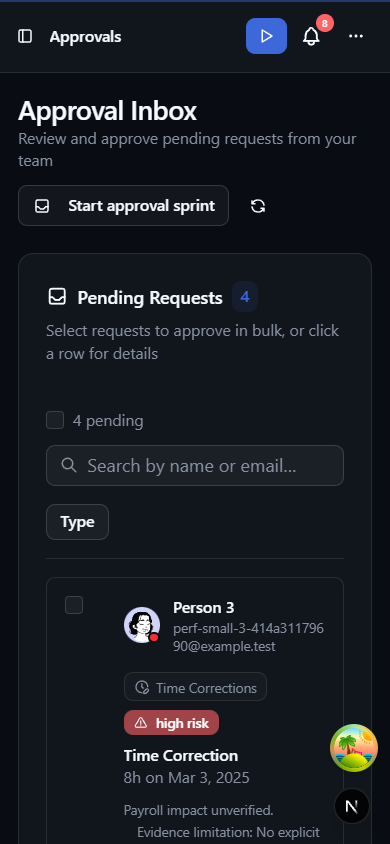 Approvals
8
Approval Inbox
Review and approve pending requests from your
team
Start approval sprint
Pending Requests 4
Select requests to approve in bulk, or click
a row for details
4 pending
Search by name or email...
Type
Person 3
perf-small-3-414a311796
90@example.test
Time Corrections
high risk
Time Correction
8h on Mar 3, 2025
Payroll impact unverified.
N
Evidence limitation: No explicit